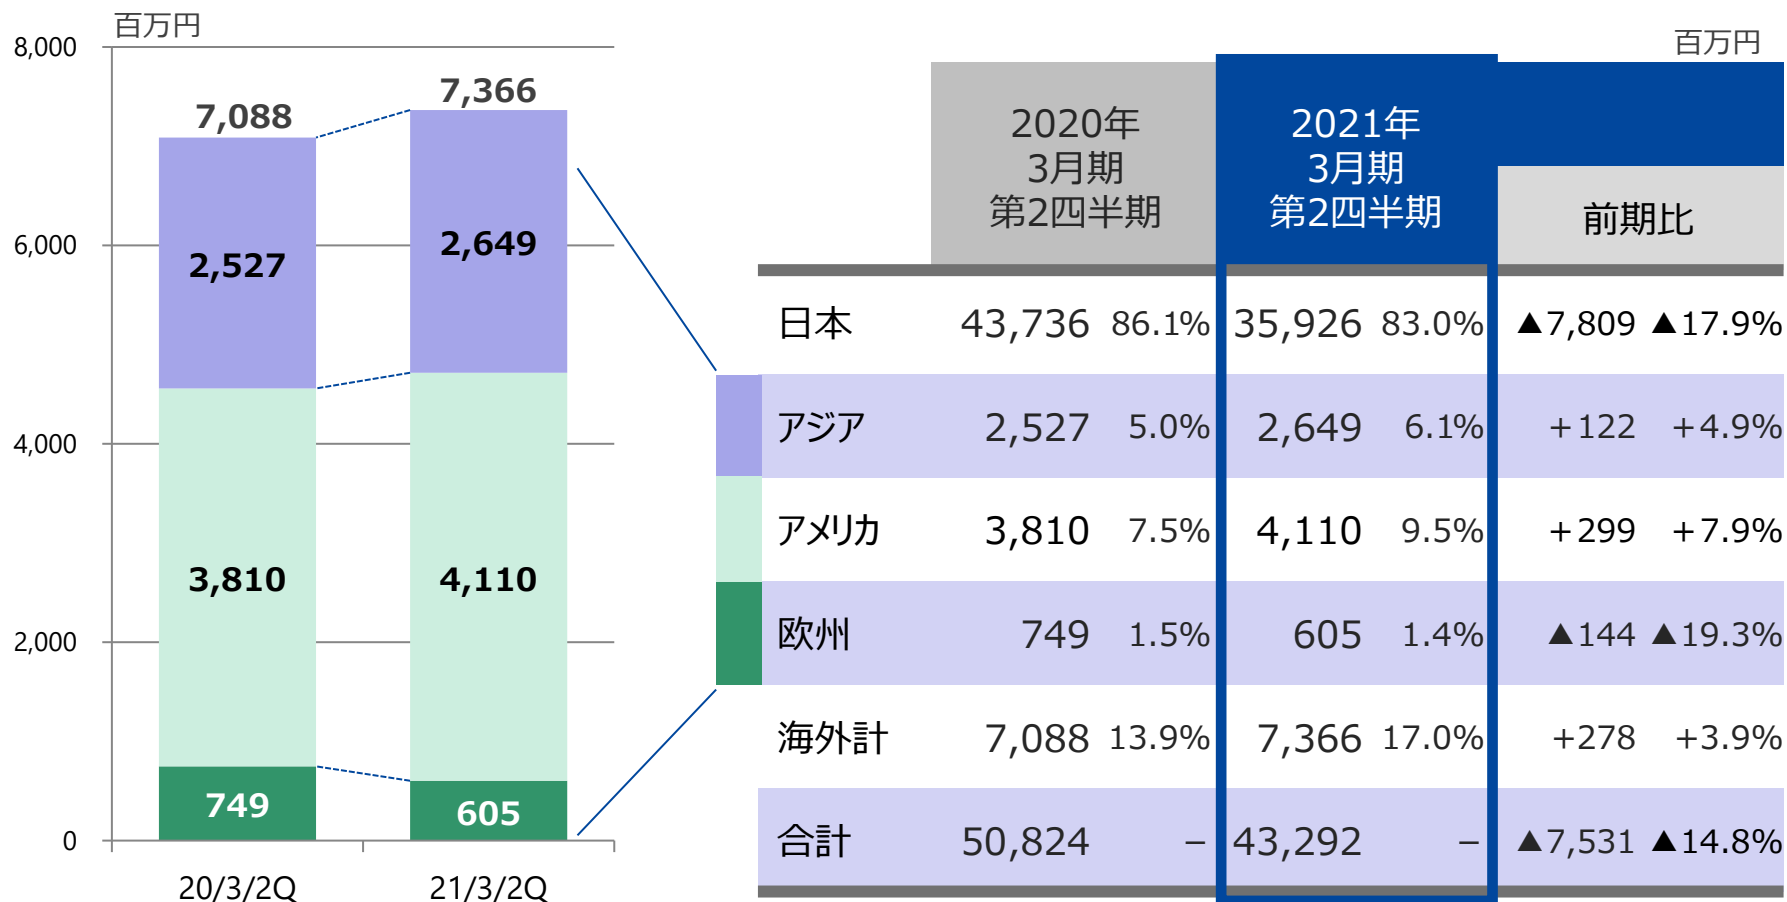 百万円
8,000
6,000
4,000
2,000
0
7,088
7,366
2,527
2,649
3,810
4,110
749
605
20/3/2Q
21/3/2Q
百万円
2020年
3月期
第2四半期
2021年
3月期
第2四半期
前期比
日本 43,736 86.1% 35,926 83.0% ▲7,809 ▲17.9%
アジア 2,527 5.0% 2,649 6.1% +122 +4.9%
アメリカ 3,810 7.5% 4,110 9.5% +299 +7.9%
欧州 749 1.5% 605 1.4% ▲144 ▲19.3%
海外計 7,088 13.9% 7,366 17.0% +278 +3.9%
合計 50,824 – 43,292 – ▲7,531 ▲14.8%